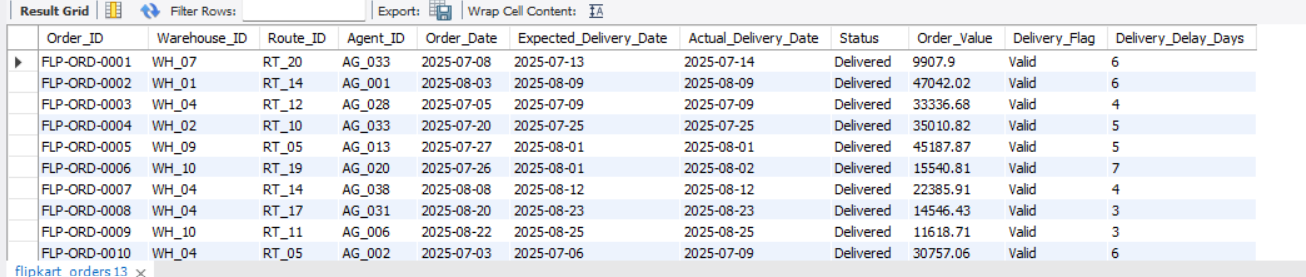 Result Grid Filter Rows: Export: Wrap Cell Content: IA
Order_ID Warehouse_ID Route_ID Agent_ID Order_Date Expected_Delivery_Date Actual_Delivery_Date Status Order_Value Delivery_Flag Delivery_Delay_Days
FLP-ORD-0001 WH_07 RT_20 AG_033 2025-07-08 2025-07-13 2025-07-14 Delivered 9907.9 Valid 6
FLP-ORD-0002 WH_01 RT_14 AG_001 2025-08-03 2025-08-09 2025-08-09 Delivered 47042.02 Valid 6
FLP-ORD-0003 WH_04 RT_12 AG_028 2025-07-05 2025-07-09 2025-07-09 Delivered 33336.68 Valid 4
FLP-ORD-0004 WH_02 RT_10 AG_033 2025-07-20 2025-07-25 2025-07-25 Delivered 35010.82 Valid 5
FLP-ORD-0005 WH_09 RT_05 AG_013 2025-07-27 2025-08-01 2025-08-01 Delivered 45187.87 Valid 5
FLP-ORD-0006 WH_10 RT_19 AG_020 2025-07-26 2025-08-01 2025-08-02 Delivered 15540.81 Valid 7
FLP-ORD-0007 WH_04 RT_14 AG_038 2025-08-08 2025-08-12 2025-08-12 Delivered 22385.91 Valid 4
FLP-ORD-0008 WH_04 RT_17 AG_031 2025-08-20 2025-08-23 2025-08-23 Delivered 14546.43 Valid 3
FLP-ORD-0009 WH_10 RT_11 AG_006 2025-08-22 2025-08-25 2025-08-25 Delivered 11618.71 Valid 3
FLP-ORD-0010 WH_04 RT_05 AG_002 2025-07-03 2025-07-06 2025-07-09 Delivered 30757.06 Valid 6
flipkart_orders13